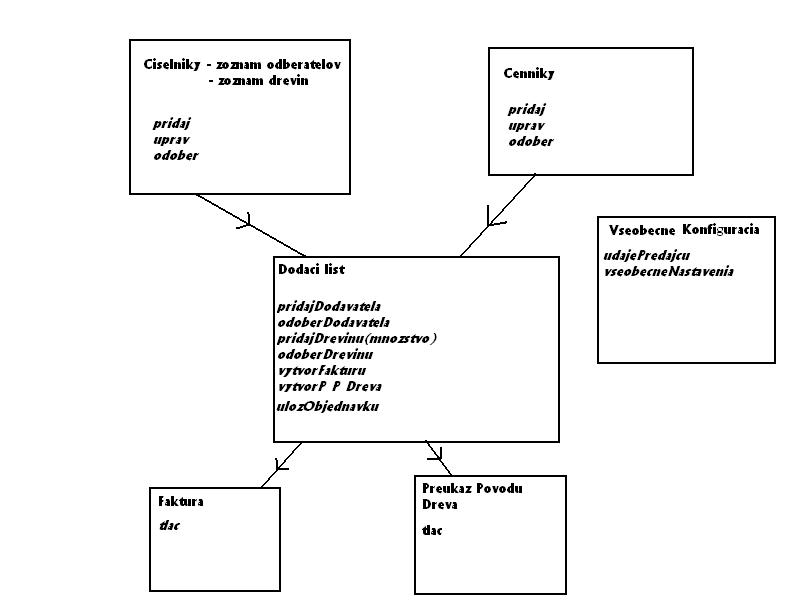 Ciselniky - zoznam odberatelov
- zoznam drevin
pridaj
uprav
odober
Cenniky
pridaj
uprav
odober
Vseobecne Konfiguracia
udajePredajcu
vseobecneNastavenia
Dodaci list
pridajDodavatela
odoberDodavatela
pridajDrevinu(mnozstvo)
odoberDrevinu
vytvorFakturu
vytvorP P Dreva
ulozObjednavku
Faktura
tlac
Preukaz Povodu
Dreva
tlac